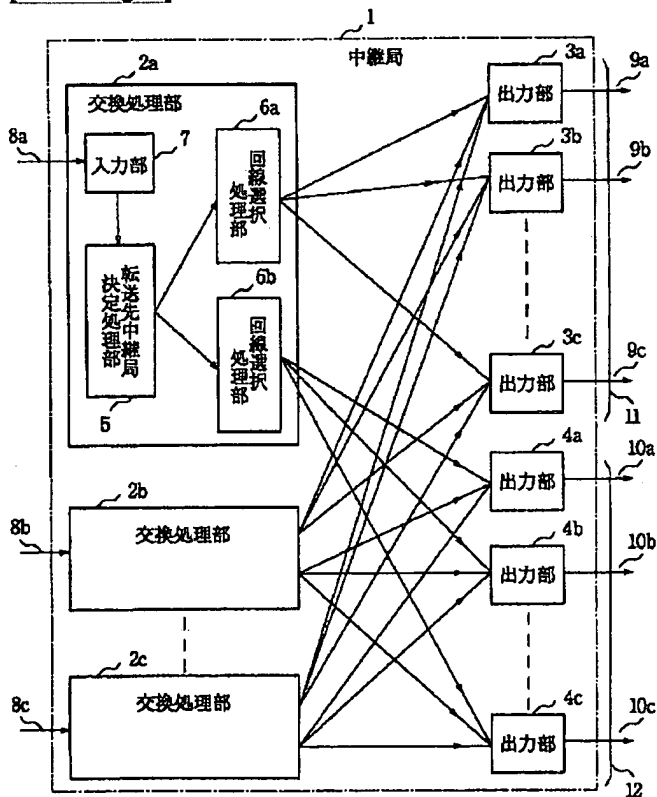 1
中継局
2a
交換処理部
8a
7
入力部
転送先中継局
決定処理部
5
6a
回線選択
処理部
6b
回線選択
処理部
3a
出力部
9a
3b
出力部
9b
3c
出力部
9c
11
4a
出力部
10a
2b
8b
交換処理部
4b
出力部
10b
2c
8c
交換処理部
4c
出力部
10c
12